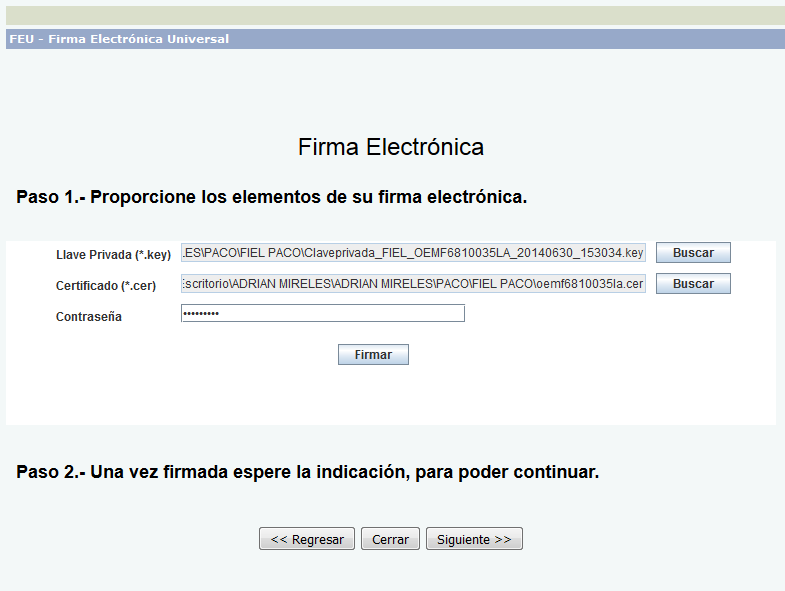 FEU - Firma Electrónica Universal
Firma Electrónica
Paso 1.- Proporcione los elementos de su firma electrónica.
Llave Privada (*.key) .ES\PACO\FIEL PACO\Claveprivada_FIEL_OEMF6810035LA_20140630_153034.key Buscar
Certificado (*.cer) Escritorio\ADRIAN MIRELES\ADRIAN MIRELES\PACO\FIEL PACO\oemf6810035la.cer Buscar
Contraseña •••••••••
Firmar
Paso 2.- Una vez firmada espere la indicación, para poder continuar.
<< Regresar Cerrar Siguiente >>